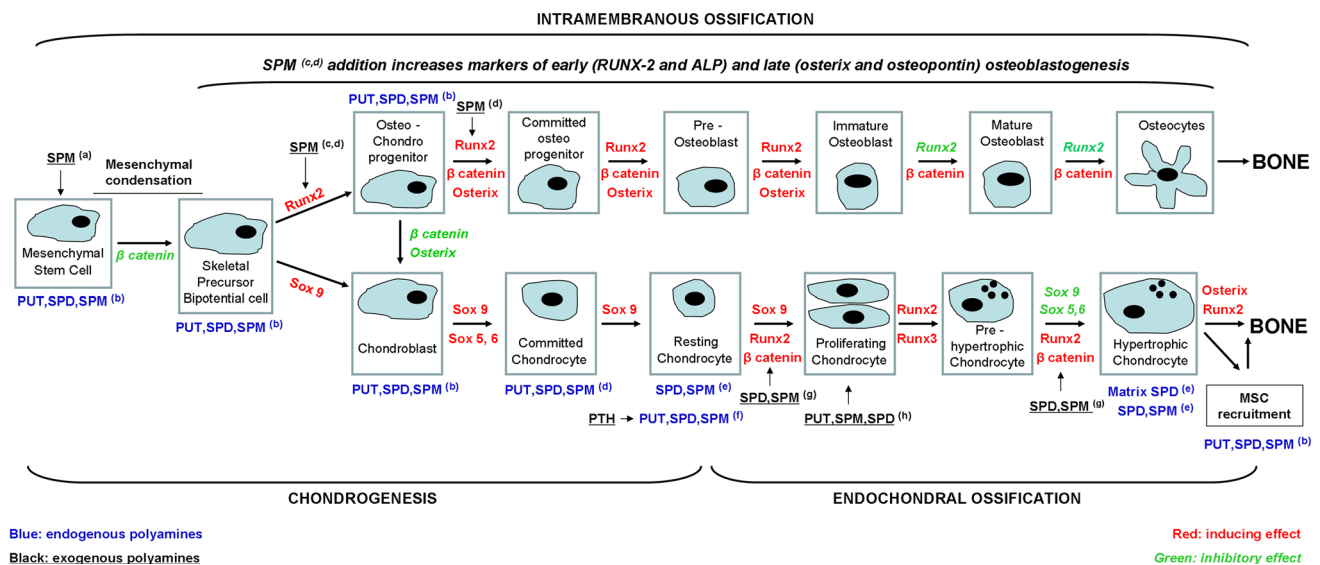 INTRAMEMBRANOUS OSSIFICATION
SPM (c,d) addition increases markers of early (RUNX-2 and ALP) and late (osterix and osteopontin) osteoblastogenesis
PUT,SPD,SPM (b)
SPM (d)
Osteo -
Chondro
progenitor
Runx2
β catenin
Osterix
Committed
osteo
progenitor
Runx2
β catenin
Osterix
Pre -
Osteoblast
Runx2
β catenin
Osterix
Immature
Osteoblast
Runx2
β catenin
Mature
Osteoblast
Runx2
β catenin
Osteocytes
BONE
SPM (a)
Mesenchymal
condensation
SPM (c,d)
Runx2
Mesenchymal
Stem Cell
PUT,SPD,SPM (b)
β catenin
Skeletal
Precursor
Bipotential cell
PUT,SPD,SPM (b)
Sox 9
β catenin
Osterix
Chondroblast
PUT,SPD,SPM (b)
Sox 9
Sox 5, 6
Committed
Chondrocyte
PUT,SPD,SPM (d)
Sox 9
Resting
Chondrocyte
SPD,SPM (e)
PTH
PUT,SPD,SPM (f)
Sox 9
Runx2
β catenin
SPD,SPM (g)
Proliferating
Chondrocyte
PUT,SPM,SPD (h)
Runx2
Runx3
Pre -
hypertrophic
Chondrocyte
Sox 9
Sox 5,6
Runx2
β catenin
SPD,SPM (g)
Hypertrophic
Chondrocyte
Matrix SPD (e)
SPD,SPM (e)
Osterix
Runx2
BONE
MSC
recruitment
PUT,SPD,SPM (b)
CHONDROGENESIS
ENDOCHONDRAL OSSIFICATION
Blue: endogenous polyamines
Black: exogenous polyamines
Red: inducing effect
Green: inhibitory effect